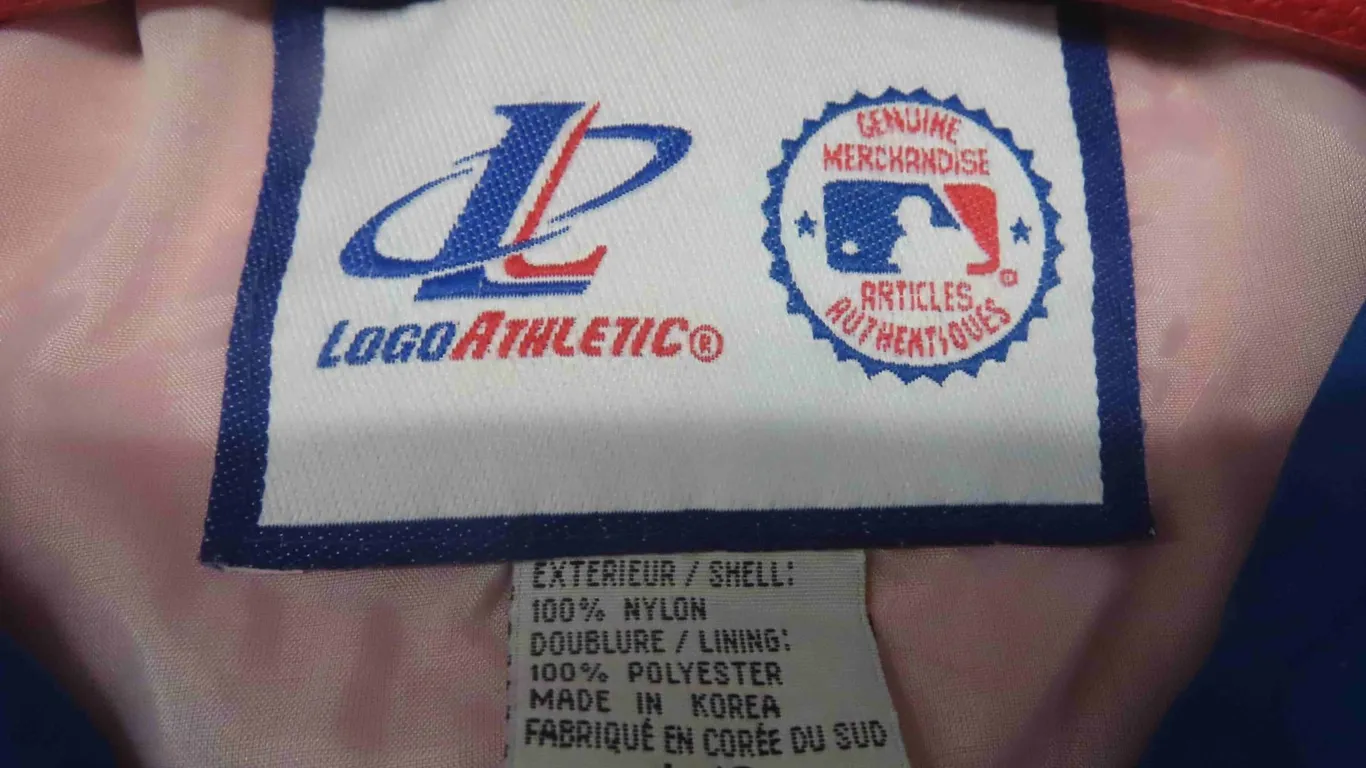 LOGOATHLETIC®
GENUINE
MERCHANDISE
ARTICLES
AUTHENTIQUES
EXTERIEUR / SHELL:
100% NYLON
DOUBLURE / LINING:
100% POLYESTER
MADE IN KOREA
FABRIQUÉ EN CORÉE DU SUD